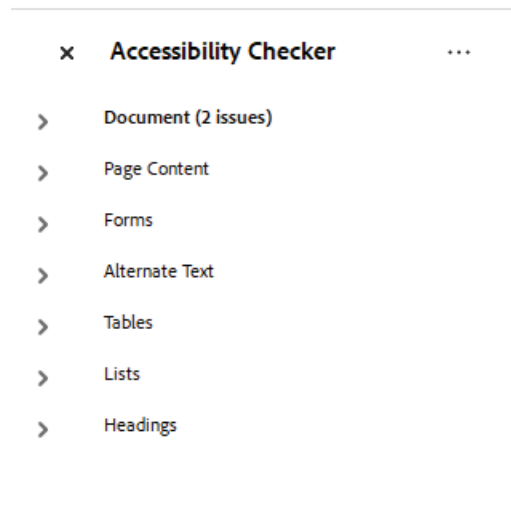 Accessibility Checker
Document (2 issues)
Page Content
Forms
Alternate Text
Tables
Lists
Headings